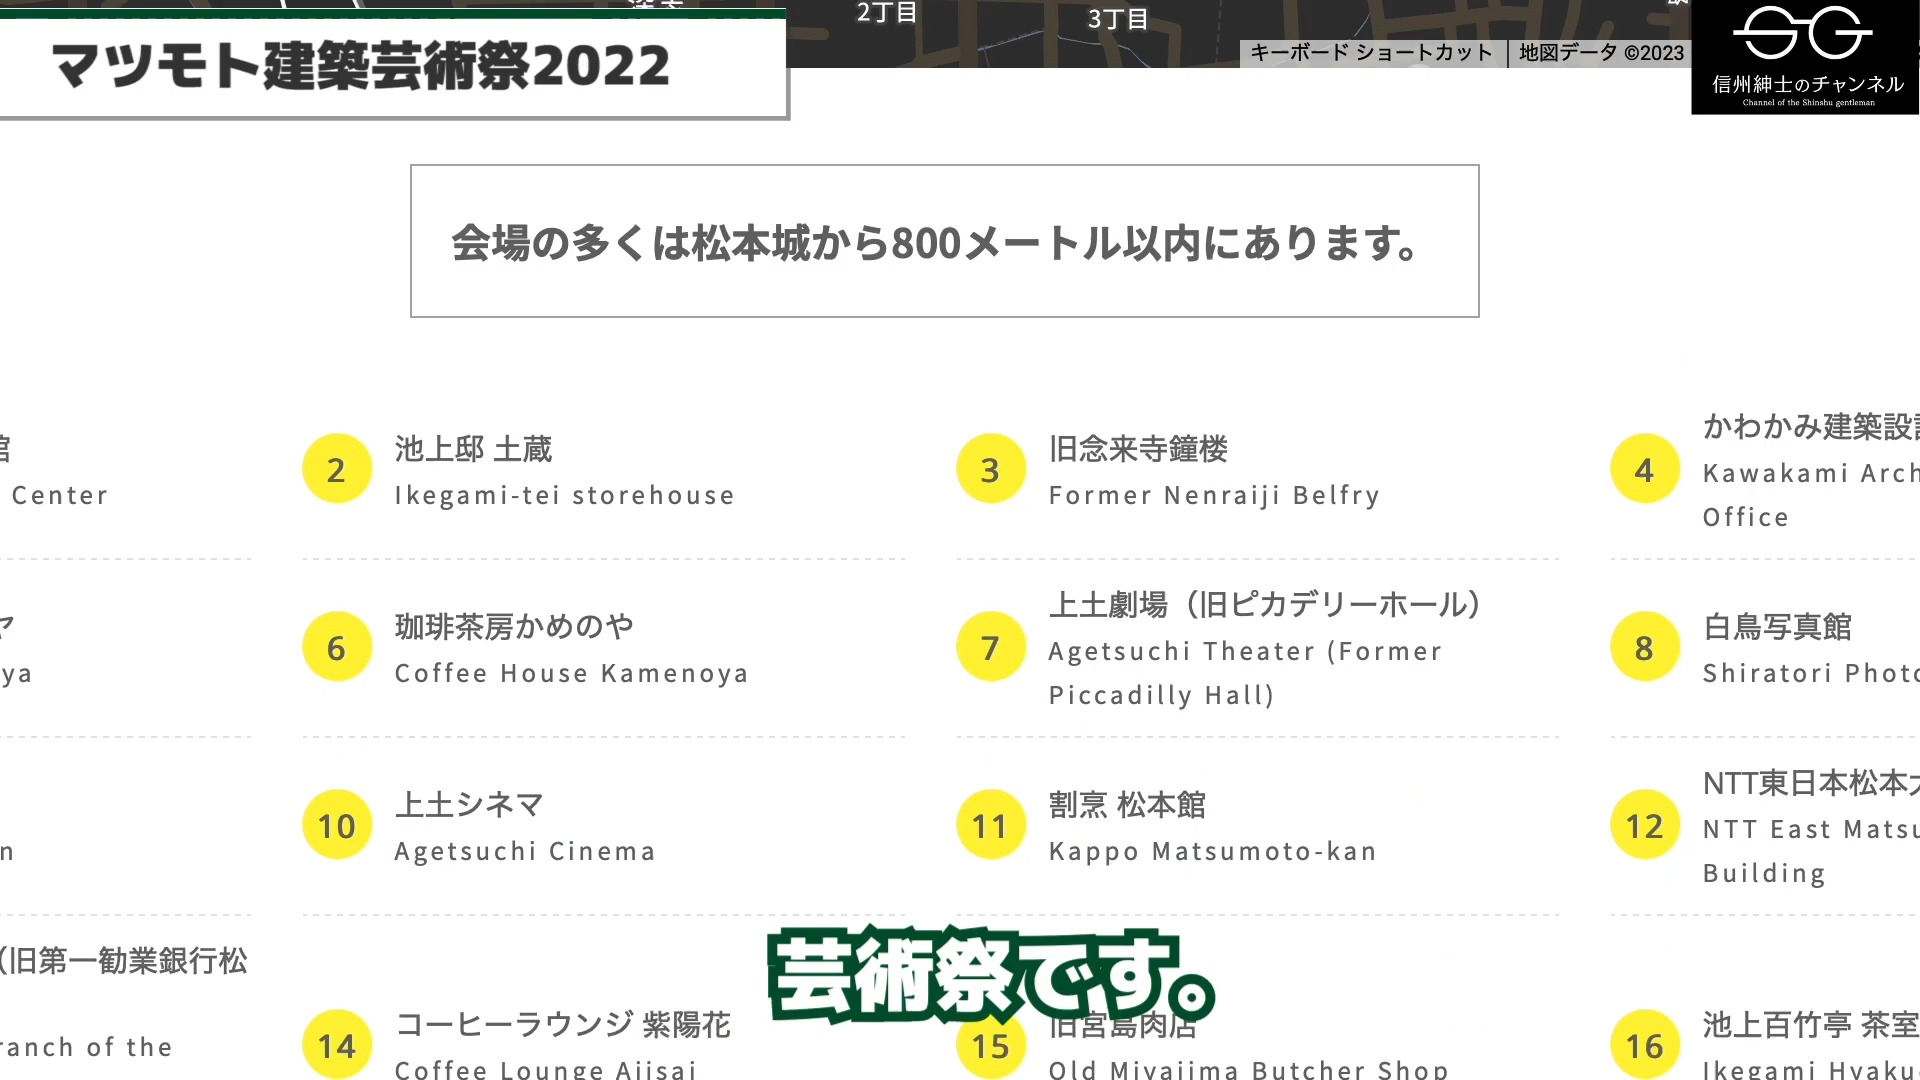 2丁目
3丁目
キーボード ショートカット
地図データ ©2023
マツモト建築芸術祭2022
SG
信州紳士のチャンネル
Channel of the Shinshu gentleman
会場の多くは松本城から800メートル以内にあります。
館
Center
2
池上邸 土蔵
Ikegami-tei storehouse
3
旧念来寺鐘楼
Former Nenraiji Belfry
4
かわかみ建築設
Kawakami Arch
Office
ヤ
ya
6
珈琲茶房かめのや
Coffee House Kamenoya
7
上土劇場（旧ピカデリーホール）
Agetsuchi Theater (Former
Piccadilly Hall)
8
白鳥写真館
Shiratori Photo
n
10
上土シネマ
Agetsuchi Cinema
11
割烹 松本館
Kappo Matsumoto-kan
12
NTT東日本松本大
NTT East Matsu
Building
（旧第一勧業銀行松
ranch of the
14
コーヒーラウンジ 紫陽花
Coffee Lounge Ajisai
15
旧宮島肉店
Old Miyajima Butcher Shop
16
池上百竹亭 茶室
Ikegami Hyaku
芸術祭です。